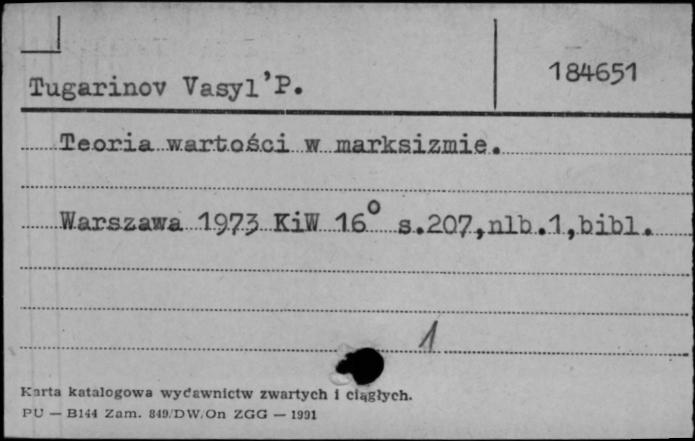 184651
Tugarinov Vasyl'P.
Teoria wartości w marksizmie.
Warszawa 1973 KiW 16° s.207,nlb.1,bibl.
1
Karta katalogowa wydawnictw zwartych i ciągłych.
PU — B144 Zam. 849/DW/On ZGG — 1991